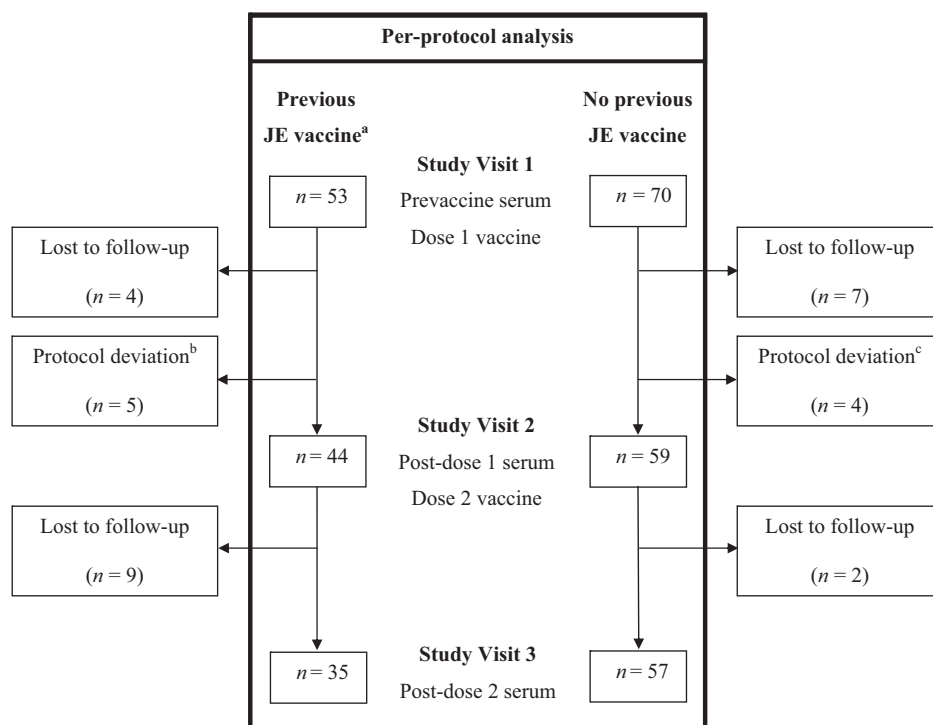 Per-protocol analysis
Previous
JE vaccineᵃ
No previous
JE vaccine
Study Visit 1
Prevaccine serum
Dose 1 vaccine
n = 53
n = 70
Lost to follow-up
(n = 4)
Lost to follow-up
(n = 7)
Protocol deviationᵇ
(n = 5)
Protocol deviationᶜ
(n = 4)
Study Visit 2
Post-dose 1 serum
Dose 2 vaccine
n = 44
n = 59
Lost to follow-up
(n = 9)
Lost to follow-up
(n = 2)
Study Visit 3
Post-dose 2 serum
n = 35
n = 57